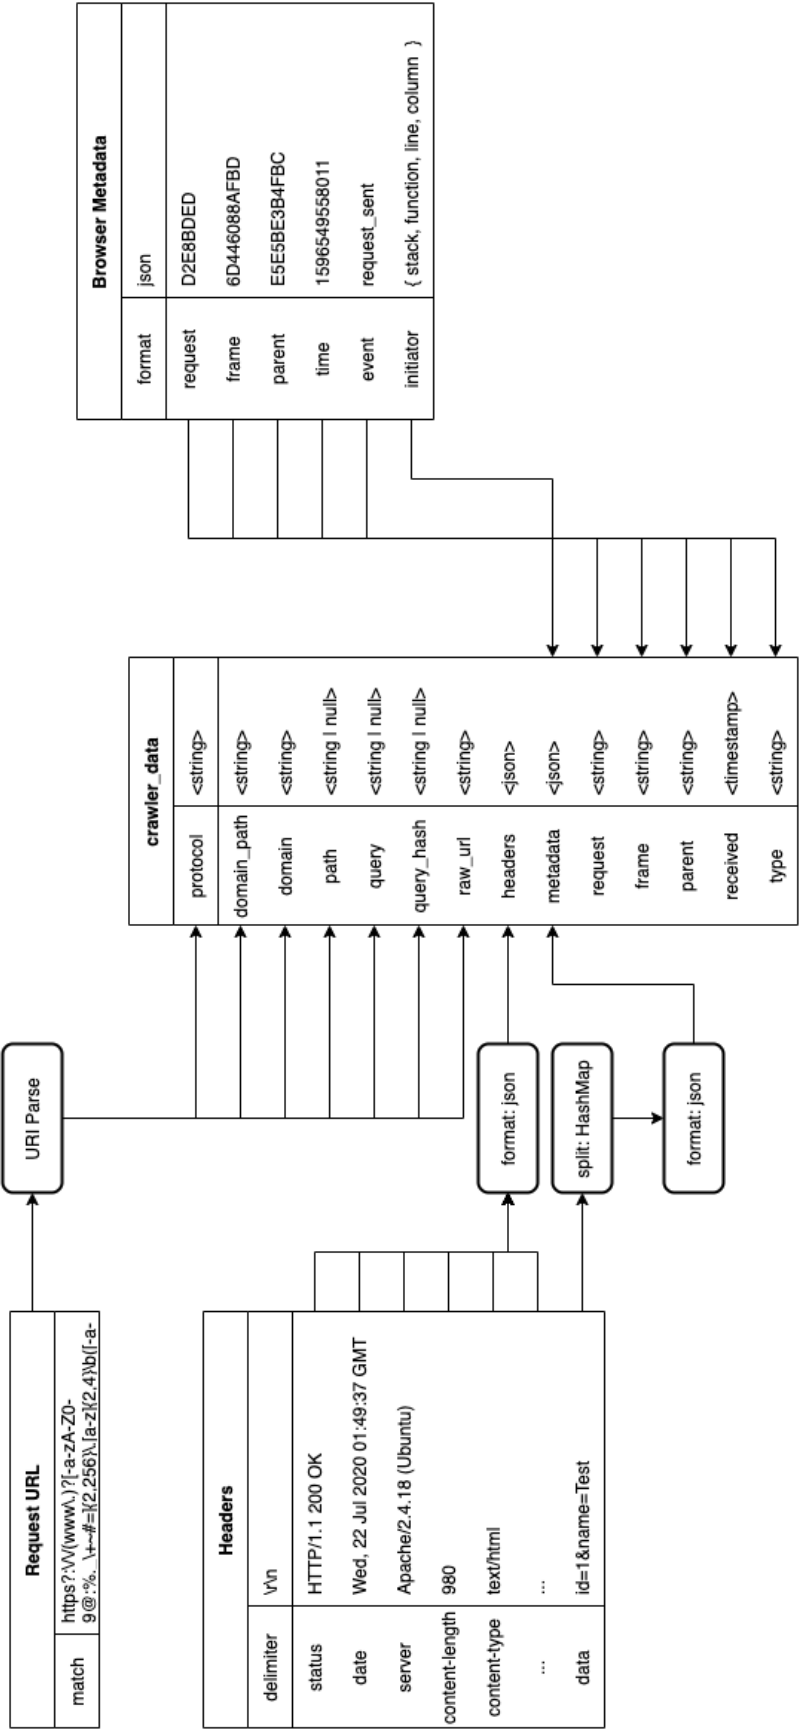 Request URL
match
https?:\/\/(www\.)?[-a-zA-Z0-
9@:%._\+~#=]{2,256}\.[a-z]{2,4}\b([-a-
Headers
delimiter \r\n
status HTTP/1.1 200 OK
date Wed, 22 Jul 2020 01:49:37 GMT
server Apache/2.4.18 (Ubuntu)
content-length 980
content-type text/html
... ...
data id=1&name=Test
URI Parse
format: json
split: HashMap
format: json
crawler_data
protocol <string>
domain_path <string>
domain <string>
path <string | null>
query <string | null>
query_hash <string | null>
raw_url <string>
headers <json>
metadata <json>
request <string>
frame <string>
parent <string>
received <timestamp>
type <string>
Browser Metadata
format json
request D2E8BDED
frame 6D446088AFBD
parent E5E5BE3B4FBC
time 1596549558011
event request_sent
initiator { stack, function, line, column }